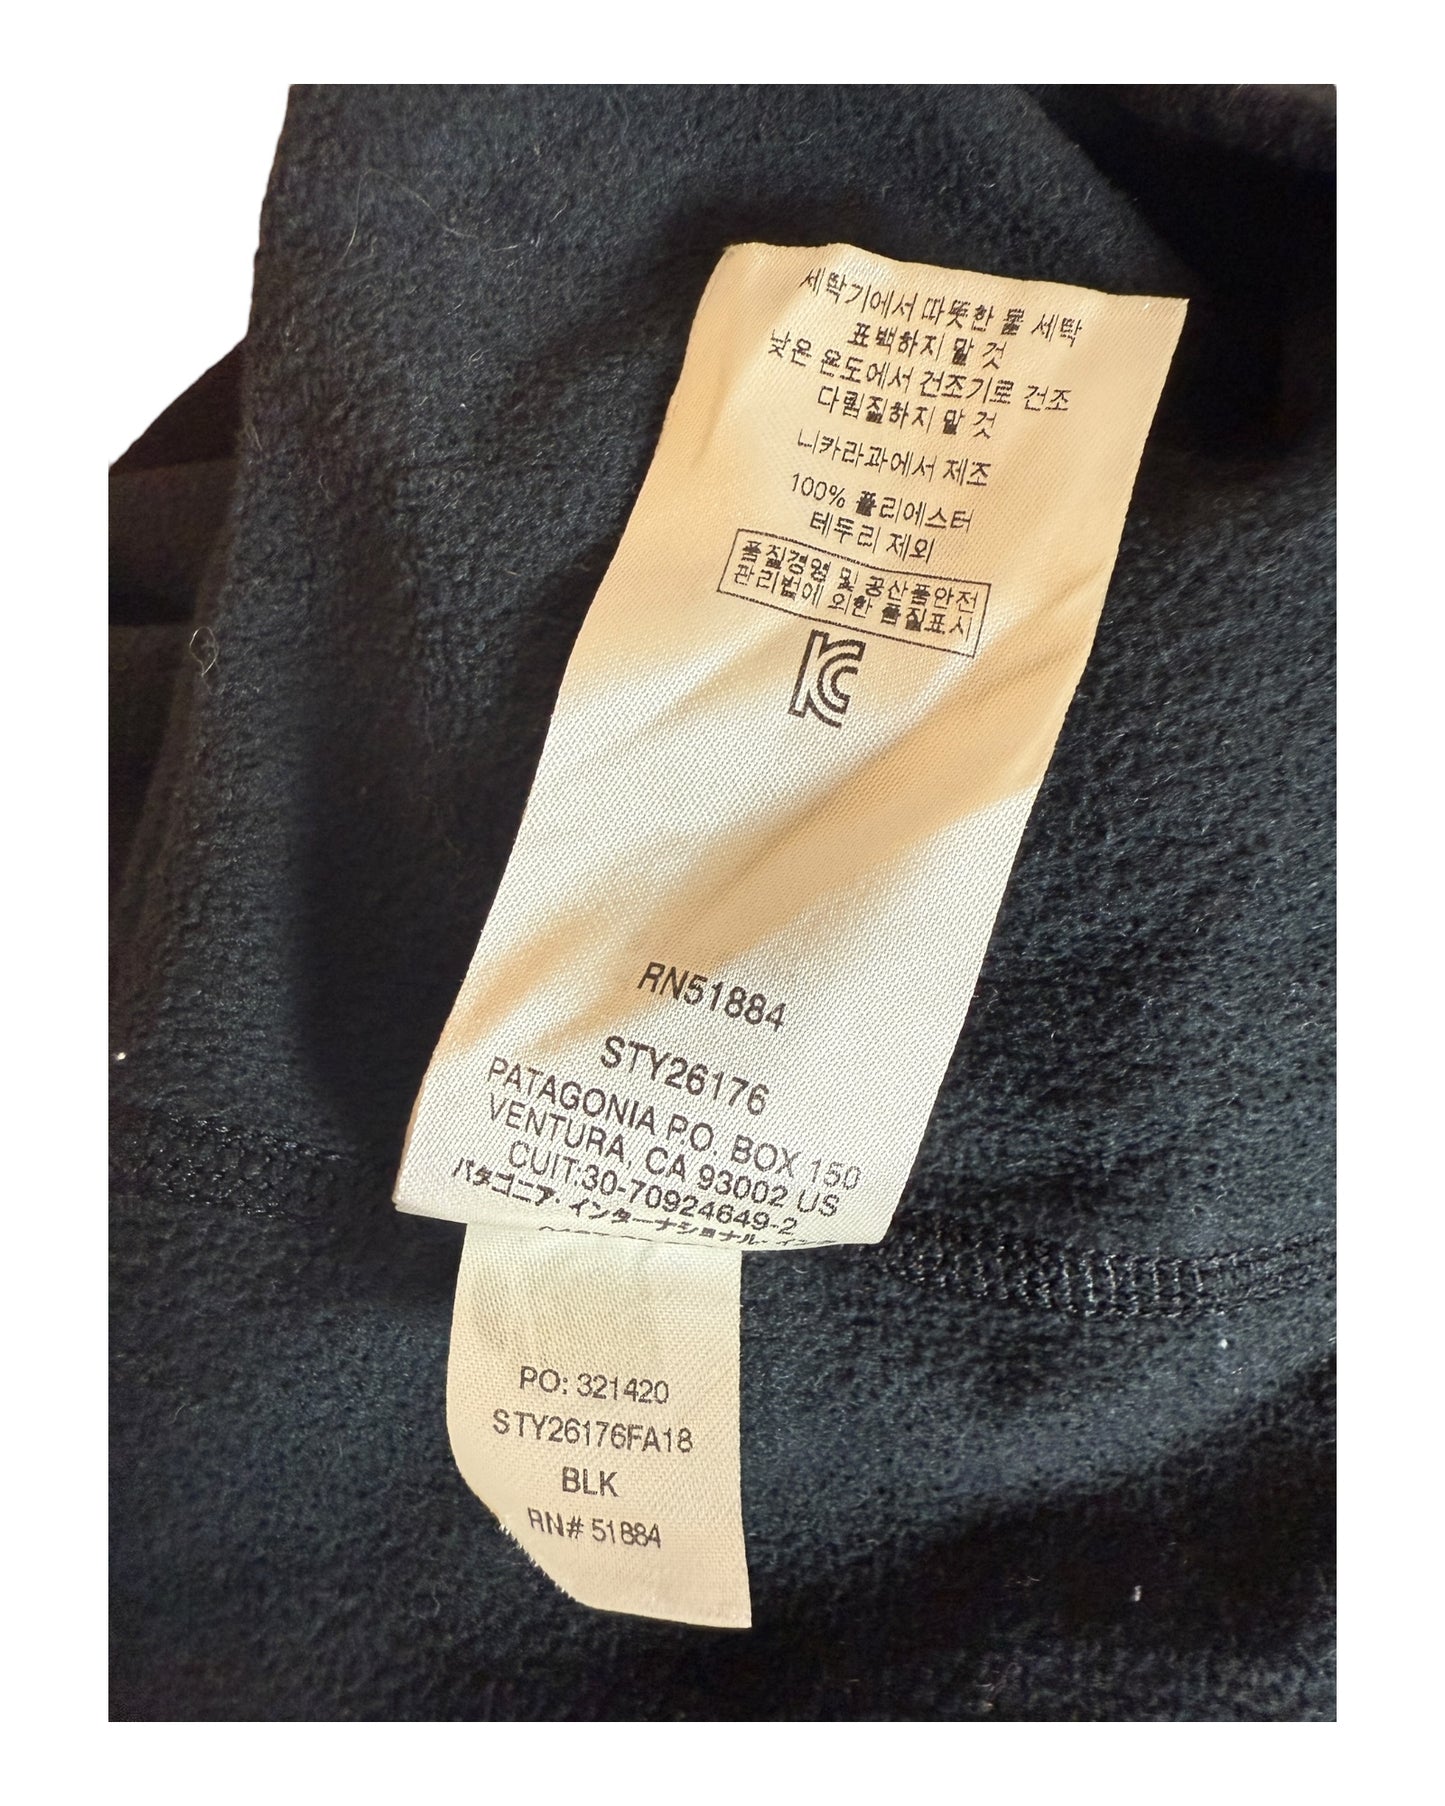 세탁기에서 따뜻한 물 세탁
표백하지 말 것
낮은 온도에서 건조기로 건조
다림질하지 말 것
니카라과에서 제조
100% 폴리에스터
테두리 제외
품질경영 및 공산품안전
관리법에 의한 품질표시
KC
RN51884
STY26176
PATAGONIA P.O. BOX 150
VENTURA, CA 93002 US
CUIT:30-70924649-2
パタゴニア・インターナショナル・インク
PO: 321420
STY26176FA18
BLK
RN# 51884